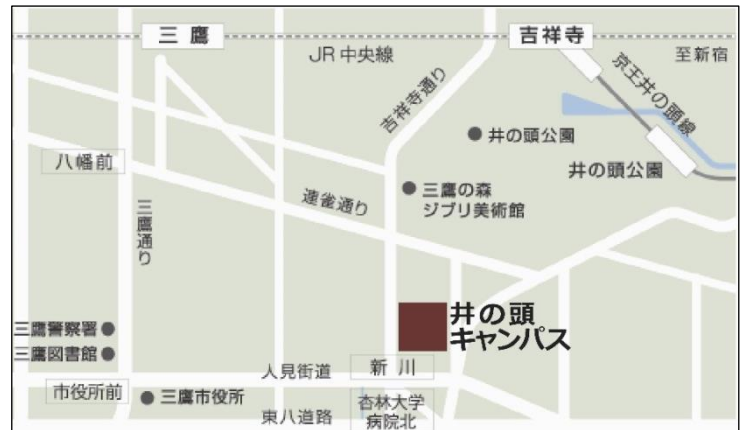 三鷹
吉祥寺
JR中央線
至新宿
吉祥寺通り
京王井の頭線
井の頭公園
井の頭公園
八幡前
三鷹の森
ジブリ美術館
連雀通り
三鷹通り
井の頭
キャンパス
三鷹警察署
三鷹図書館
人見街道
新川
市役所前
三鷹市役所
東八道路
杏林大学
病院北